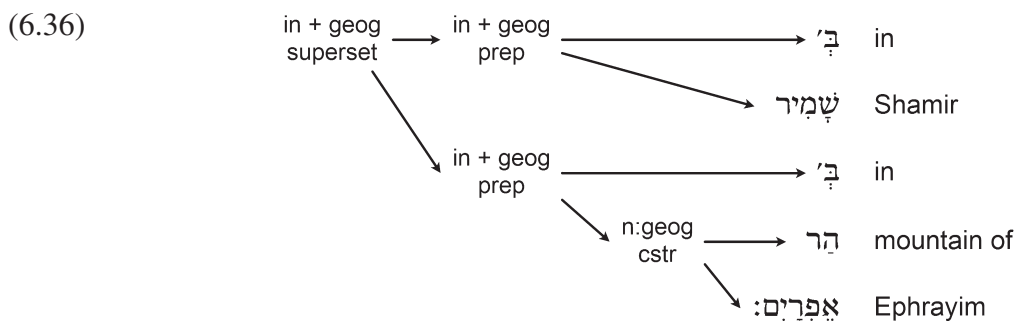 (6.36)
in + geog in + geog בְּ׳ in
superset prep
שָׁמִיר Shamir
in + geog בְּ׳ in
prep
n:geog הַר mountain of
cstr
אֶפְרָיִם׃ Ephrayim